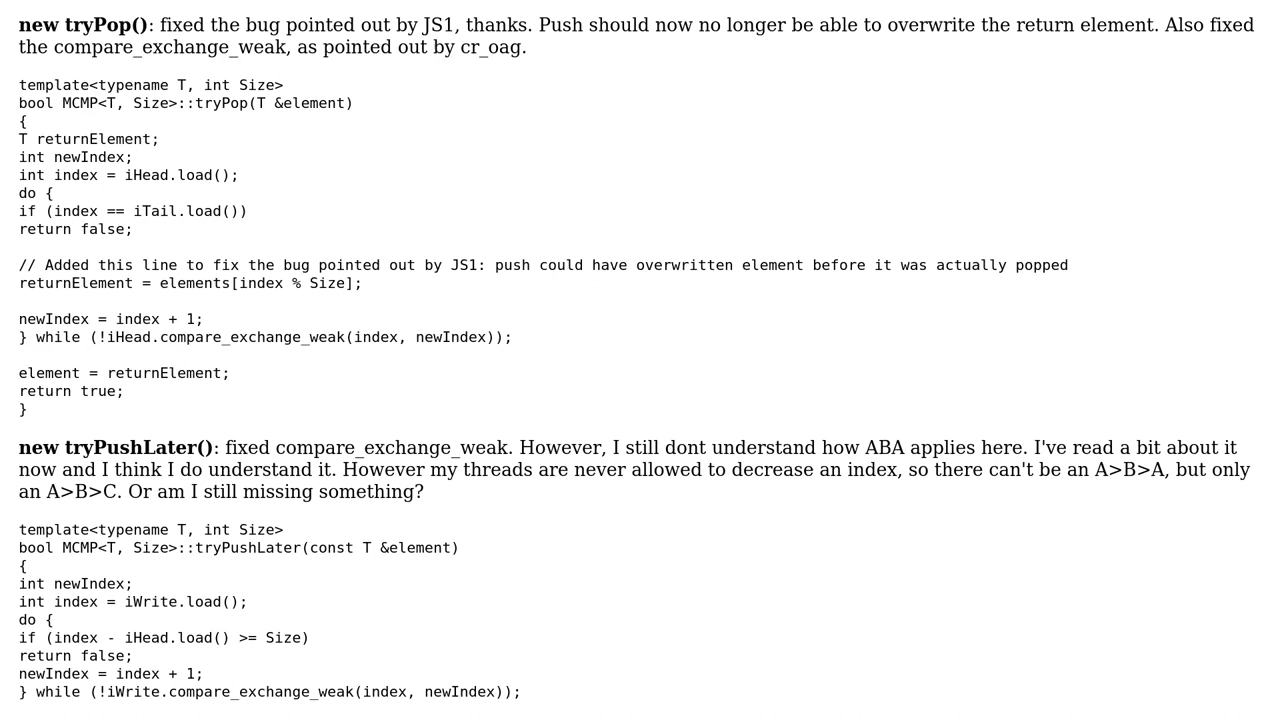 new tryPop(): fixed the bug pointed out by JS1, thanks. Push should now no longer be able to overwrite the return element. Also fixed
the compare_exchange_weak, as pointed out by cr_oag.
template<typename T, int Size>
bool MCMP<T, Size>::tryPop(T &element)
{
T returnElement;
int newIndex;
int index = iHead.load();
do {
if (index == iTail.load())
return false;
// Added this line to fix the bug pointed out by JS1: push could have overwritten element before it was actually popped
returnElement = elements[index % Size];
newIndex = index + 1;
} while (!iHead.compare_exchange_weak(index, newIndex));
element = returnElement;
return true;
}
new tryPushLater(): fixed compare_exchange_weak. However, I still dont understand how ABA applies here. I've read a bit about it
now and I think I do understand it. However my threads are never allowed to decrease an index, so there can't be an A>B>A, but only
an A>B>C. Or am I still missing something?
template<typename T, int Size>
bool MCMP<T, Size>::tryPushLater(const T &element)
{
int newIndex;
int index = iWrite.load();
do {
if (index - iHead.load() >= Size)
return false;
newIndex = index + 1;
} while (!iWrite.compare_exchange_weak(index, newIndex));